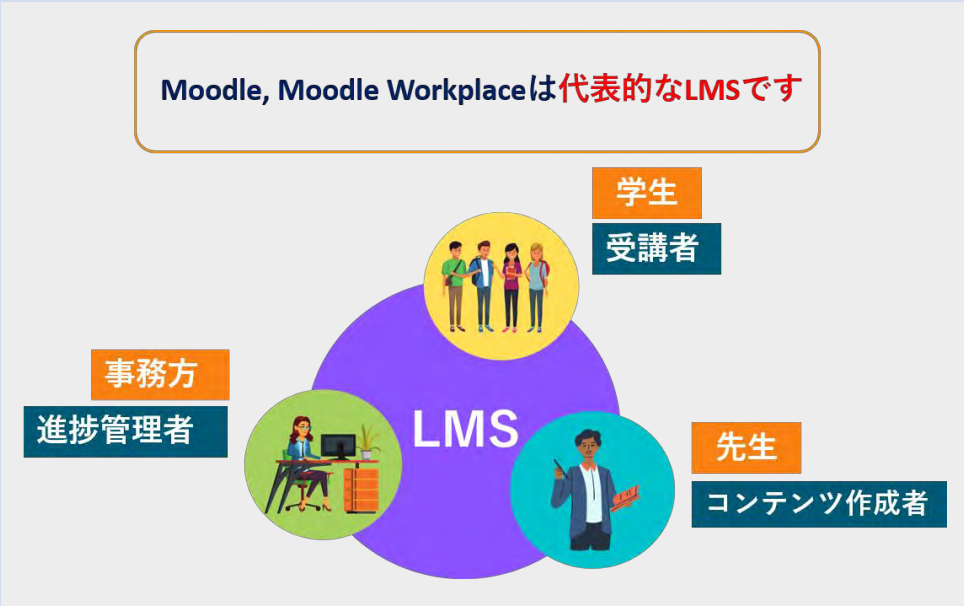 Moodle, Moodle Workplaceは代表的なLMSです
学生
受講者
事務方
進捗管理者
LMS
先生
コンテンツ作成者